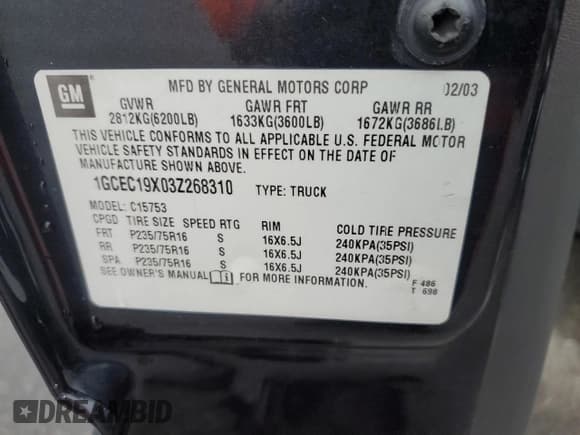 GM
MFD BY GENERAL MOTORS CORP 02/03
GVWR GAWR FRT GAWR RR
2812KG(6200LB) 1633KG(3600LB) 1672KG(3686LB)
THIS VEHICLE CONFORMS TO ALL APPLICABLE U.S. FEDERAL MOTOR
VEHICLE SAFETY STANDARDS IN EFFECT ON THE DATE OF
MANUFACTURE SHOWN ABOVE.
1GCEC19X03Z268310 TYPE: TRUCK
MODEL: C15753
CPGD TIRE SIZE SPEED RTG RIM COLD TIRE PRESSURE
FRT P235/75R16 S 16X6.5J 240KPA(35PSI)
RR P235/75R16 S 16X6.5J 240KPA(35PSI)
SPA P235/75R16 S 16X6.5J 240KPA(35PSI)
SEE OWNER'S MANUAL i FOR MORE INFORMATION.
F 486
T 698
DREAMBID